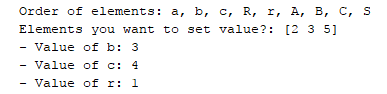 Order of elements: a, b, c, R, r, A, B, C, S
Elements you want to set value?: [2 3 5]
- Value of b: 3
- Value of c: 4
- Value of r: 1